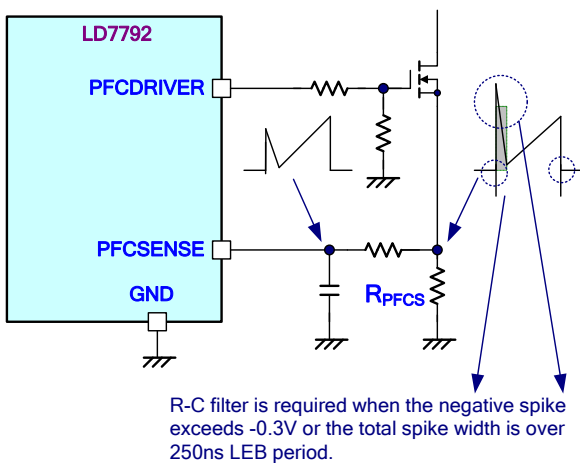 LD7792
PFCDRIVER
PFCSENSE
GND
RPFCS
R-C filter is required when the negative spike
exceeds -0.3V or the total spike width is over
250ns LEB period.